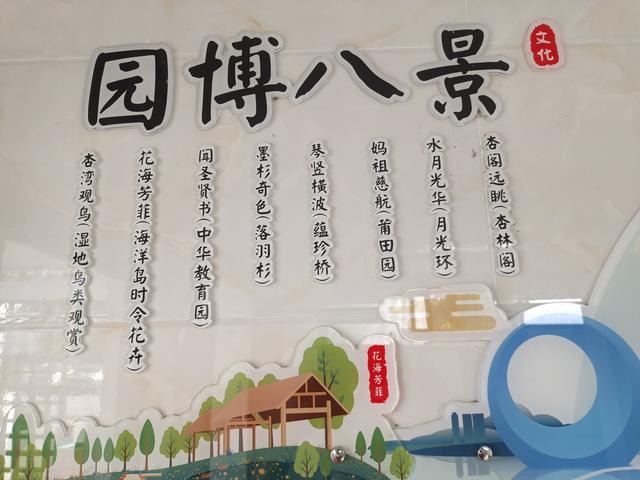 园博八景
文化
杏阁远眺(杏林阁)
水月光华(月光环)
妈祖慈航(莆田园)
琴竖横波(蕴珍桥)
墨杉奇色(落羽杉)
闻圣贤书(中华教育园)
花海芳菲(海洋岛时令花卉)
杏湾观鸟(湿地鸟类观赏)
花海芳菲